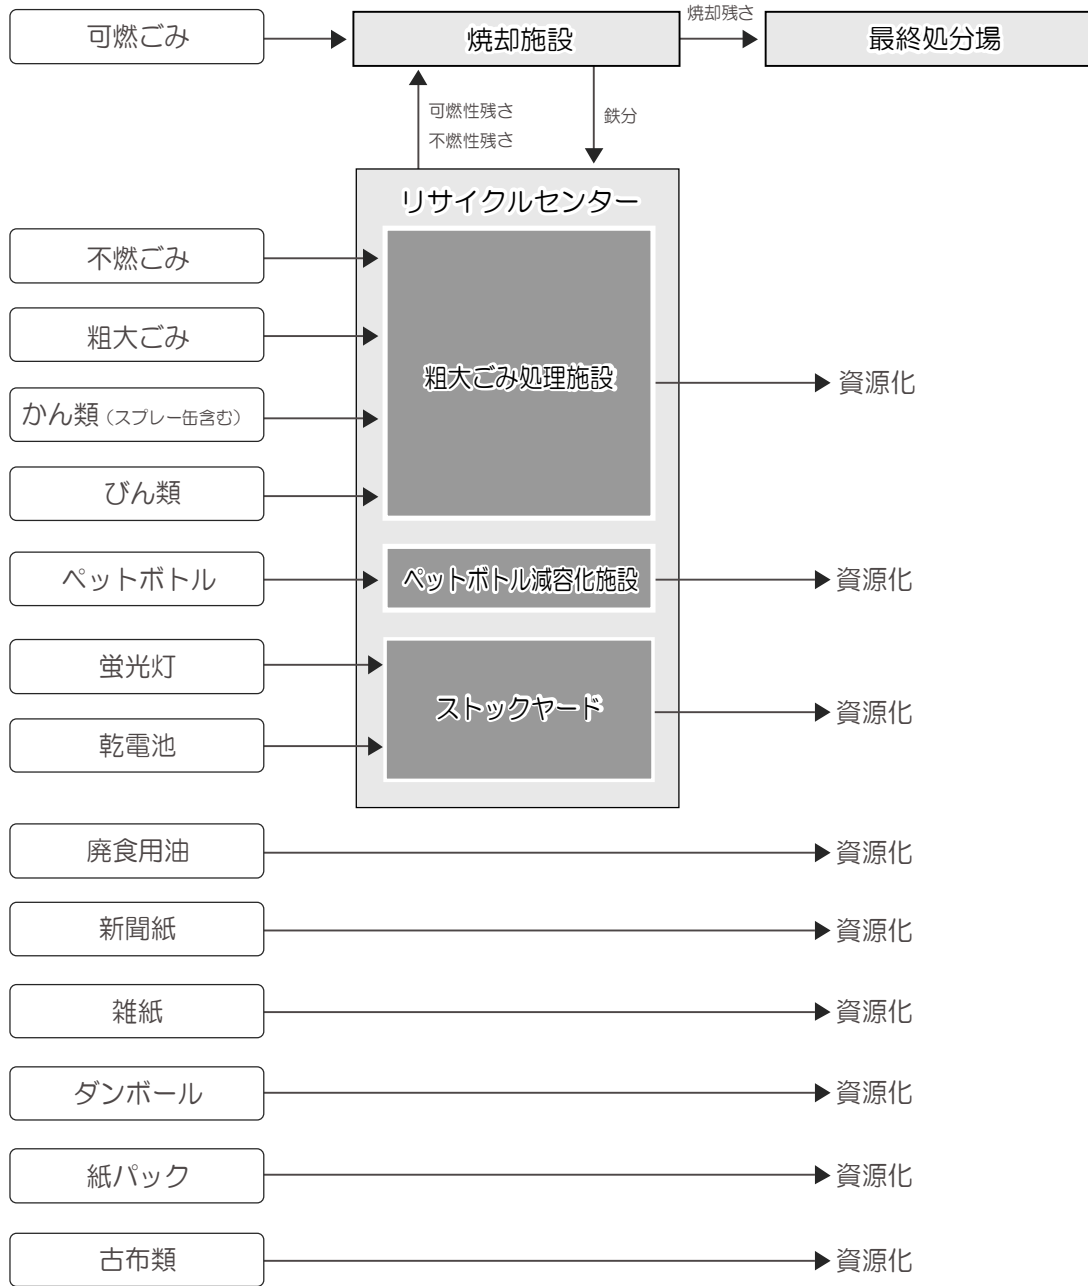 可燃ごみ
焼却施設
焼却残さ
最終処分場
可燃性残さ
不燃性残さ
鉄分
リサイクルセンター
不燃ごみ
粗大ごみ
かん類（スプレー缶含む）
びん類
粗大ごみ処理施設
資源化
ペットボトル
ペットボトル減容化施設
資源化
蛍光灯
乾電池
ストックヤード
資源化
廃食用油
資源化
新聞紙
資源化
雑紙
資源化
ダンボール
資源化
紙パック
資源化
古布類
資源化